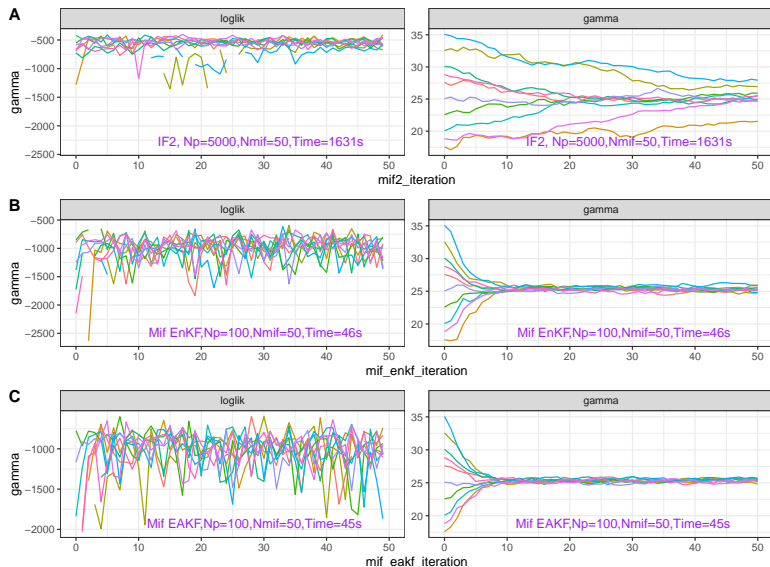 A
loglik
gamma
gamma
−500
−1000
−1500
−2000
−2500
35
30
25
20
IF2, Np=5000,Nmif=50,Time=1631s
IF2, Np=5000,Nmif=50,Time=1631s
0 10 20 30 40 50
0 10 20 30 40 50
mif2_iteration
B
loglik
gamma
gamma
−500
−1000
−1500
−2000
−2500
35
30
25
20
Mif EnKF,Np=100,Nmif=50,Time=46s
Mif EnKF,Np=100,Nmif=50,Time=46s
0 10 20 30 40 50
0 10 20 30 40 50
mif_enkf_iteration
C
loglik
gamma
gamma
−1000
−1500
−2000
35
30
25
20
Mif EAKF,Np=100,Nmif=50,Time=45s
Mif EAKF,Np=100,Nmif=50,Time=45s
0 10 20 30 40 50
0 10 20 30 40 50
mif_eakf_iteration